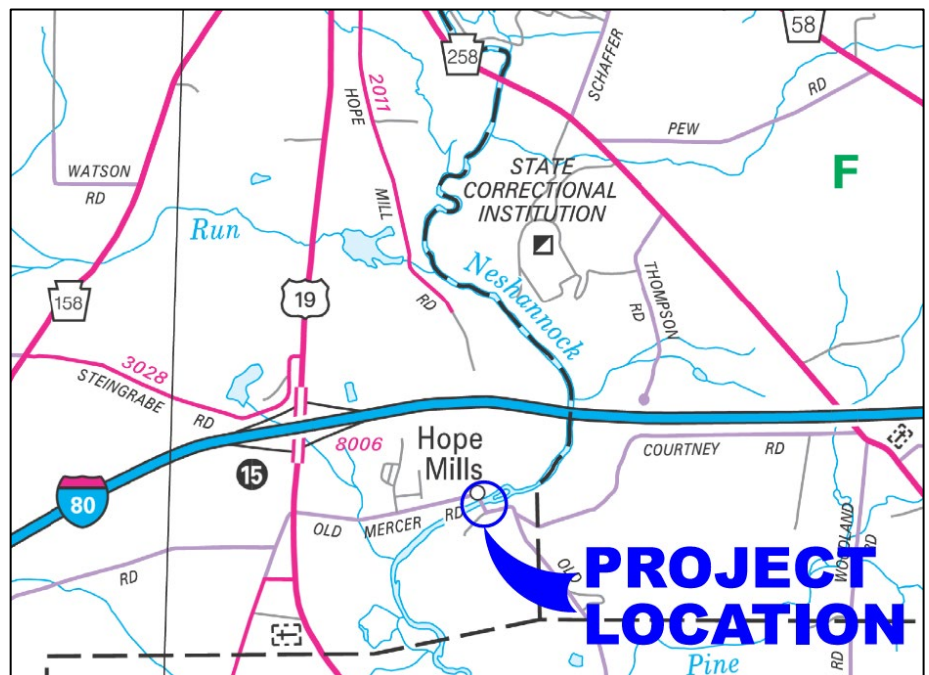 258
58
SCHAFFER
RD
PEW
2011
HOPE
MILL
RD
WATSON
RD
STATE
CORRECTIONAL
INSTITUTION
F
Run
Neshannock
THOMPSON
RD
158
19
3028
STEINGRABE
RD
8006
Hope
Mills
COURTNEY RD
15
80
OLD MERCER RD
WOODLAND
RD
OLD
PROJECT
LOCATION
RD
Pine
RD